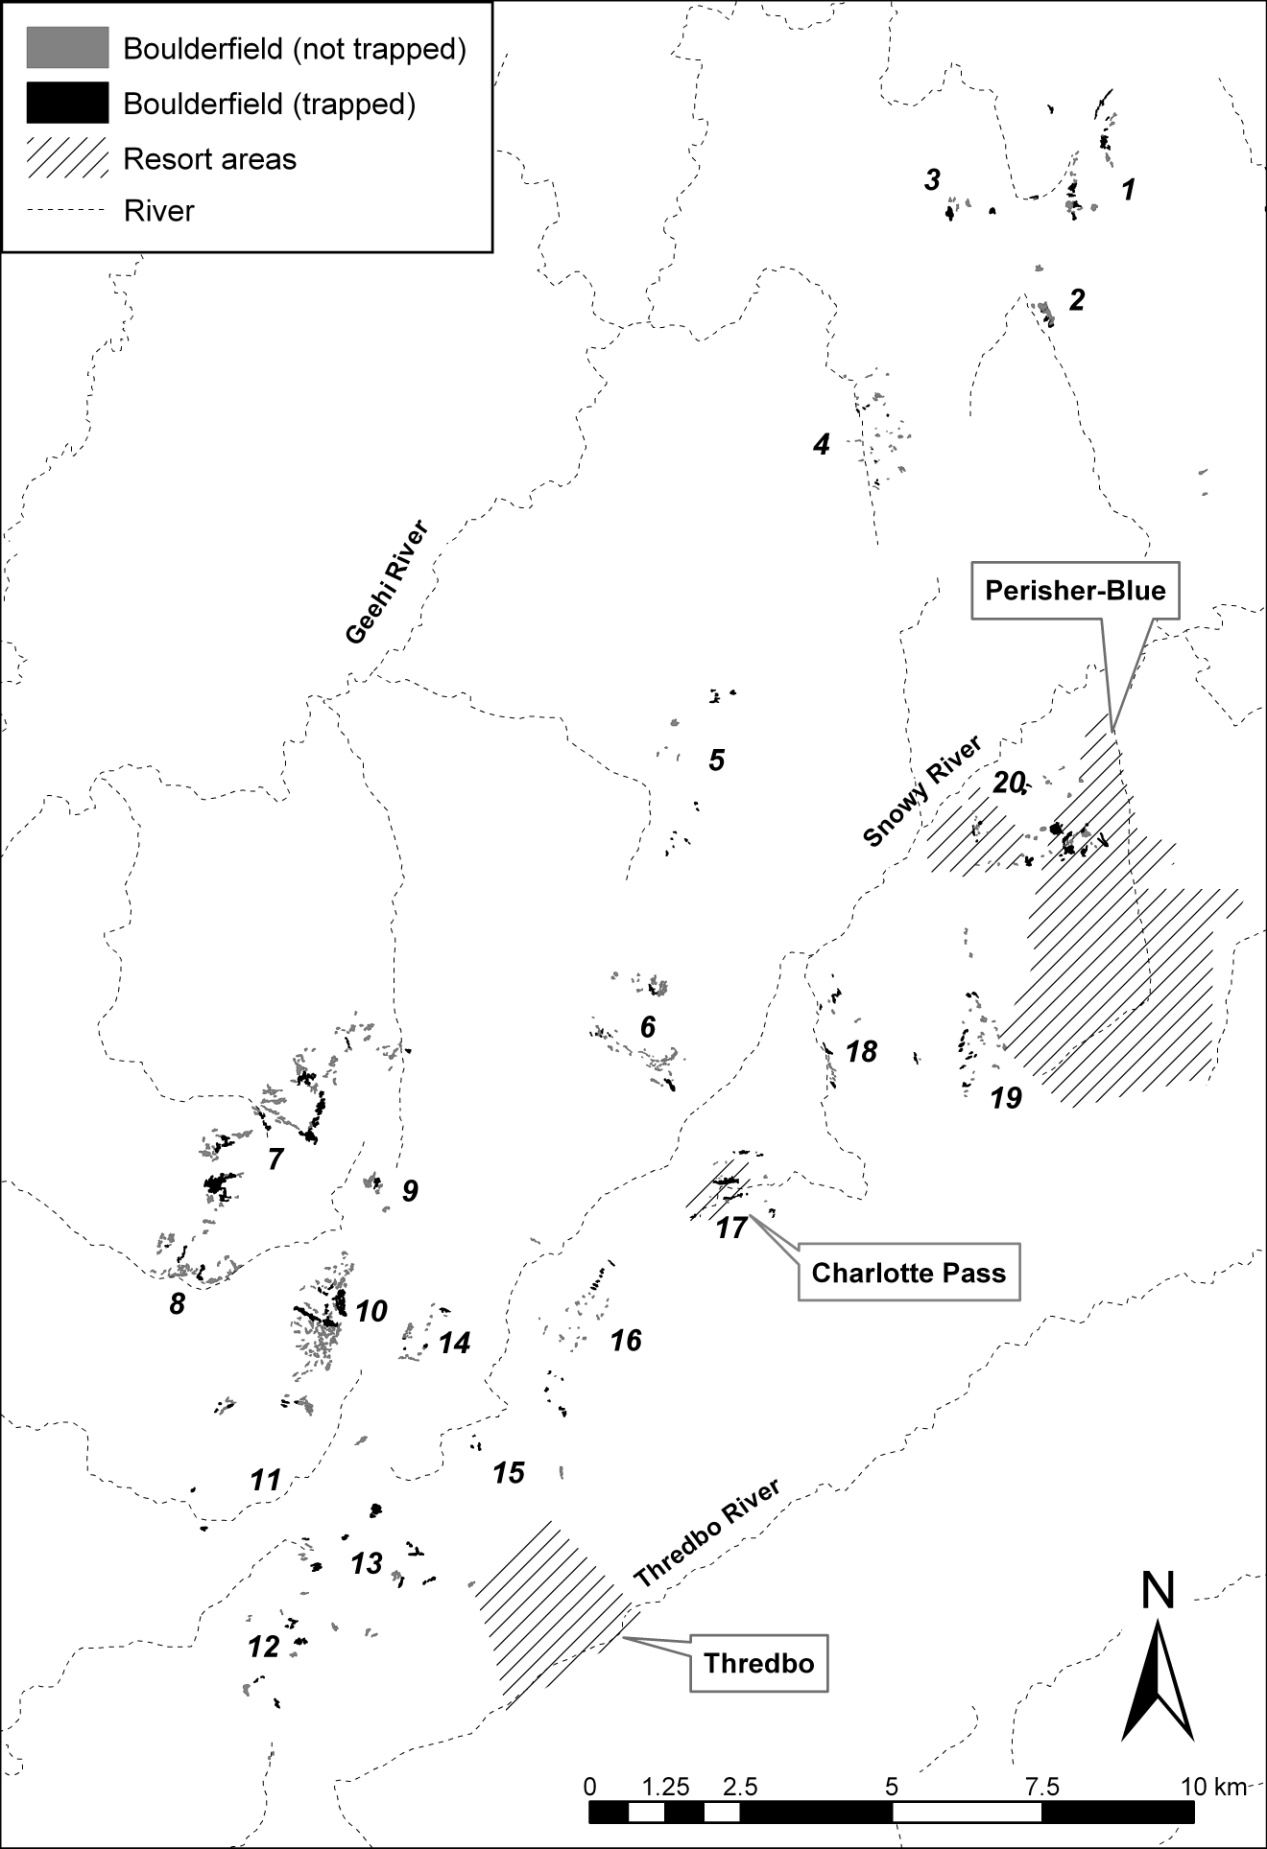 Boulderfield (not trapped)
Boulderfield (trapped)
Resort areas
River
3
1
2
4
Geehi River
Perisher-Blue
5
Snowy River
20
6
18
19
7
9
17
8
Charlotte Pass
10
14
16
11
15
Thredbo River
13
N
12
Thredbo
0 1.25 2.5 5 7.5 10 km